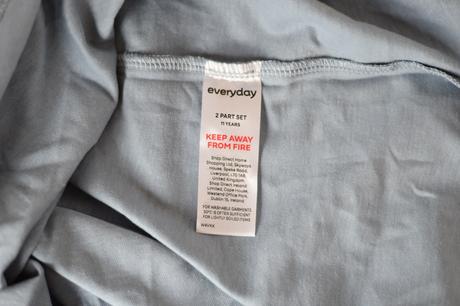 everyday
2 PART SET
11 YEARS
KEEP AWAY
FROM FIRE
Shop Direct Home
Shopping Ltd, Skyways
House, Speke Road,
Liverpool, L70 1AB,
United Kingdom.
Shop Direct Ireland
Limited, Cape House,
Westend Office Park,
Dublin 15, Ireland
FOR WASHABLE GARMENTS
30°C IS OFTEN SUFFICIENT
FOR LIGHTLY SOILED ITEMS